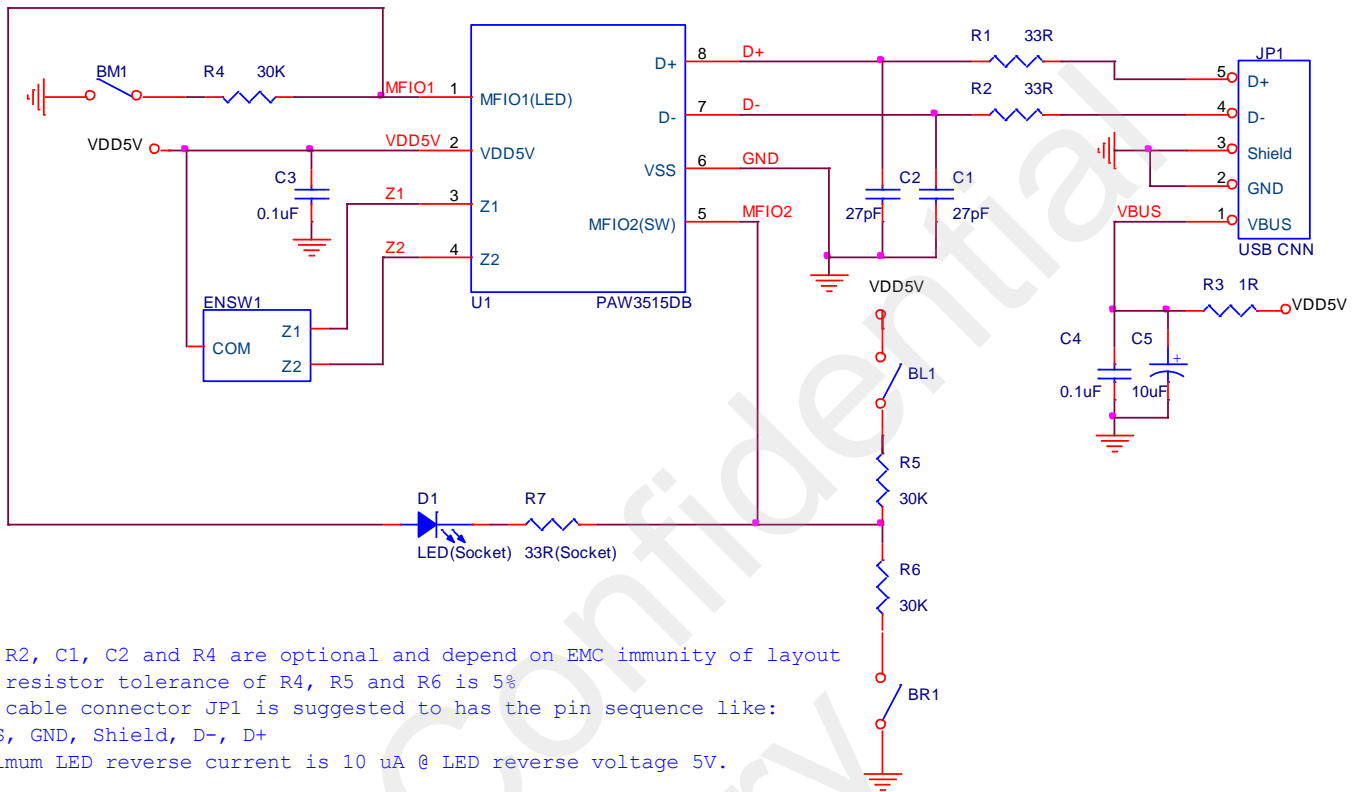 R1 33R
JP1
BM1
R4 30K
MFIO1 1 MFIO1(LED)
D+ 8 D+
5 D+
R2 33R
D- 7 D-
4 D-
VDD5V
VDD5V 2 VDD5V
VSS 6 GND
3 Shield
C3
0.1uF
Z1 3 Z1
MFIO2(SW) 5 MFIO2
C2 C1
27pF 27pF
2 GND
VBUS 1 VBUS
USB CNN
Z2 4 Z2
U1 PAW3515DB
ENSW1
COM
Z1
Z2
VDD5V
R3 1R
VDD5V
C4 C5
+
0.1uF 10uF
BL1
R5
30K
D1 R7
LED(Socket) 33R(Socket)
R6
30K
BR1
R2, C1, C2 and R4 are optional and depend on EMC immunity of layout
resistor tolerance of R4, R5 and R6 is 5%
cable connector JP1 is suggested to has the pin sequence like:
S, GND, Shield, D-, D+
imum LED reverse current is 10 uA @ LED reverse voltage 5V.
Confidential